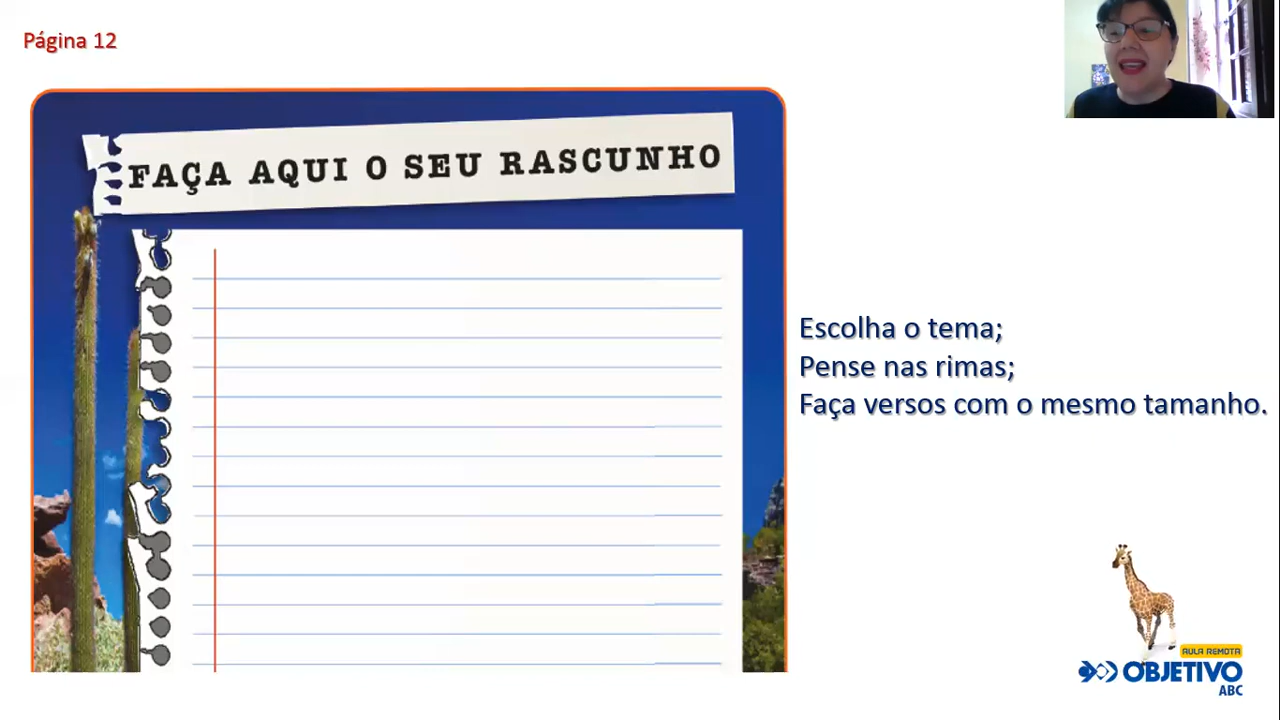 Página 12
FAÇA AQUI O SEU RASCUNHO
Escolha o tema;
Pense nas rimas;
Faça versos com o mesmo tamanho.
AULA REMOTA
OBJETIVO
ABC